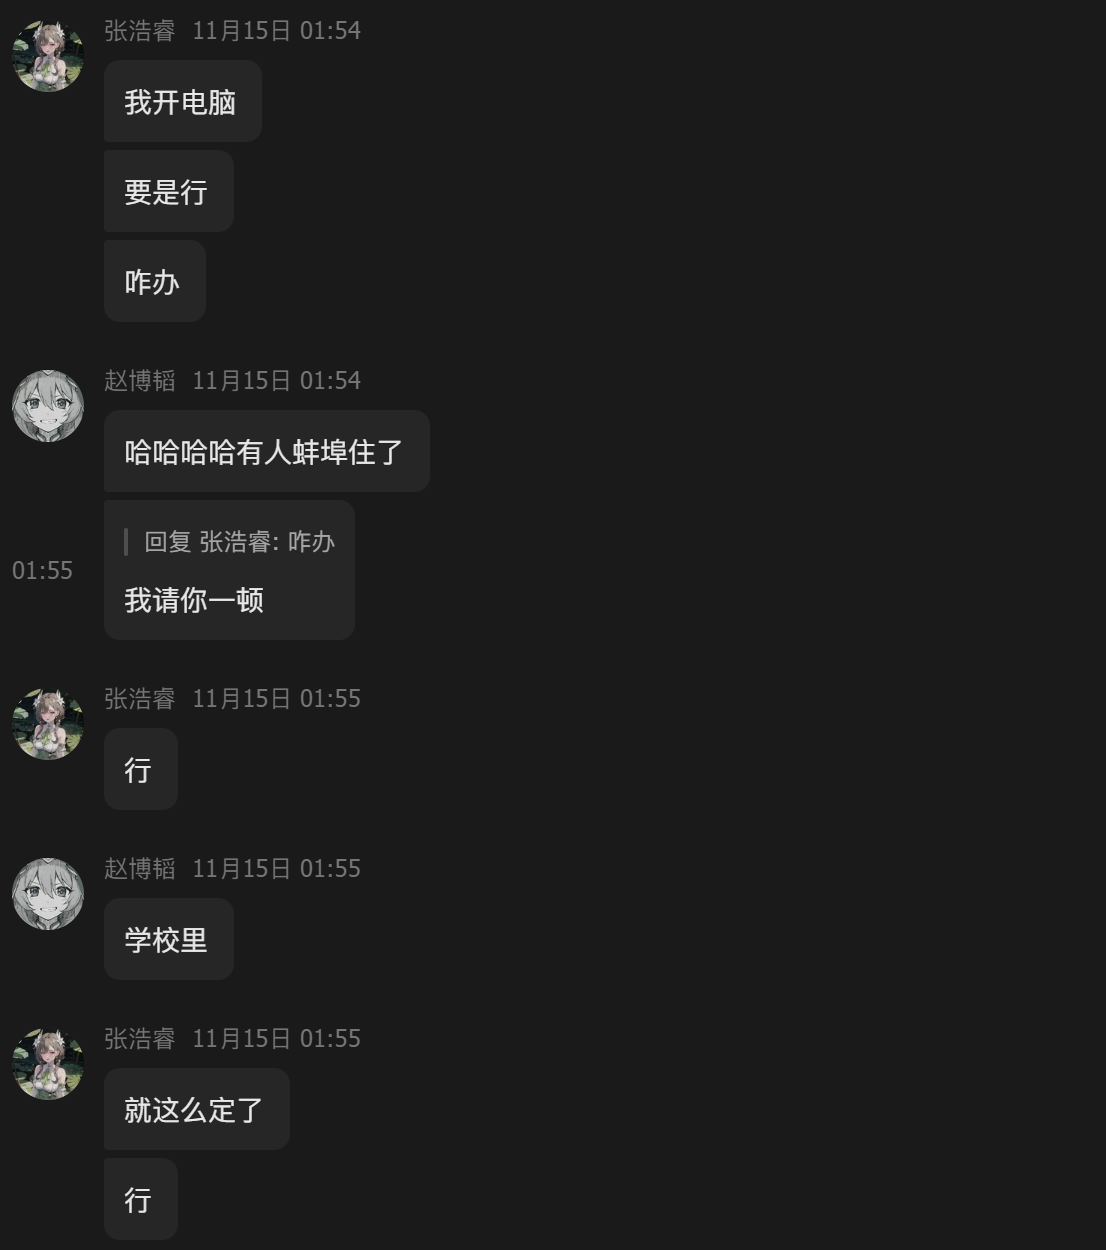 张浩睿 11月15日 01:54
我开电脑
要是行
咋办
赵博韬 11月15日 01:54
哈哈哈哈有人蚌埠住了
回复 张浩睿: 咋办
01:55
我请你一顿
张浩睿 11月15日 01:55
行
赵博韬 11月15日 01:55
学校里
张浩睿 11月15日 01:55
就这么定了
行